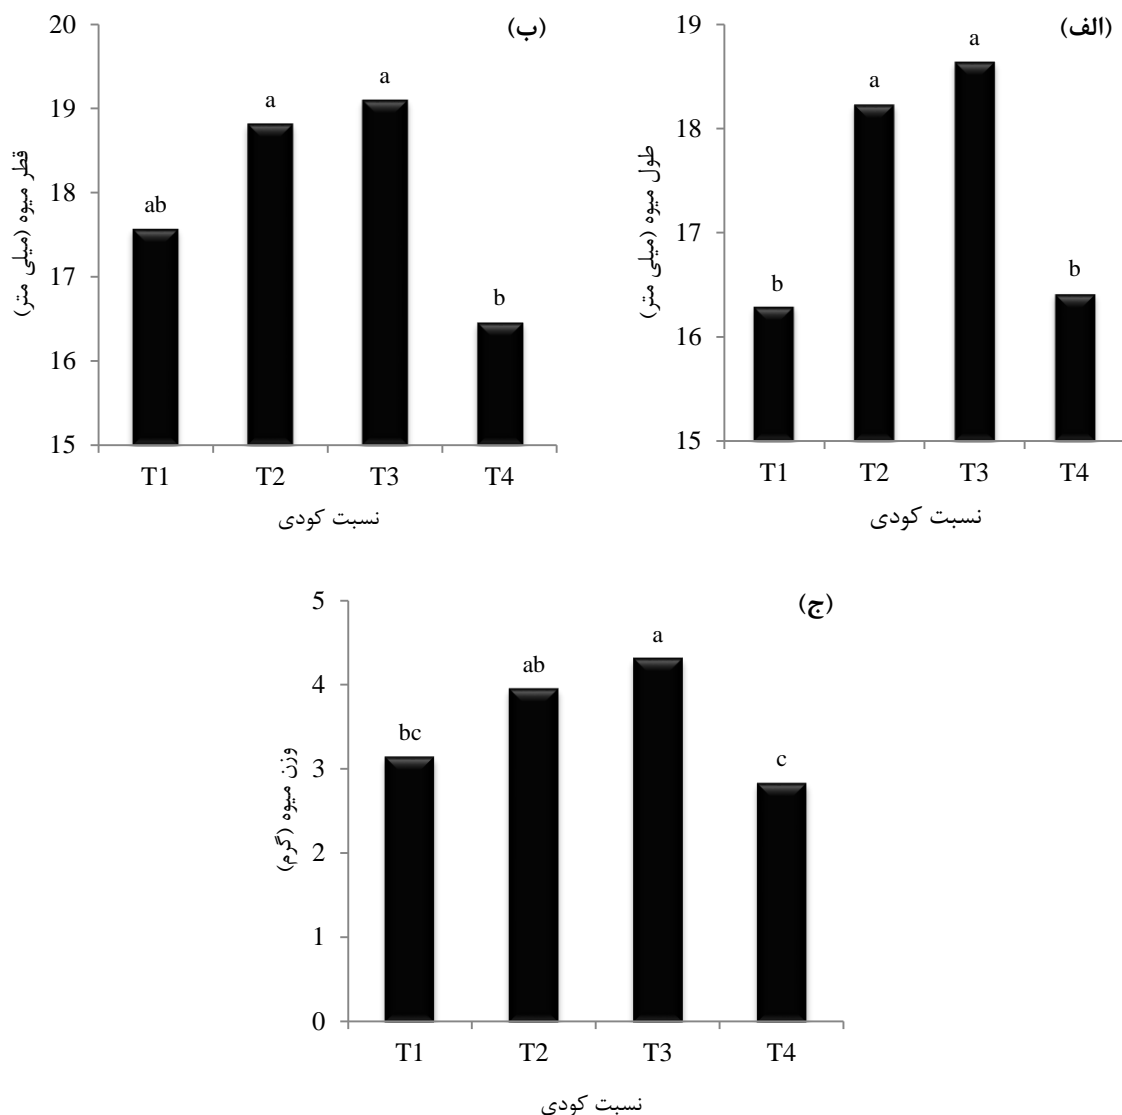 (الف)
19
18
17
16
15
a
a
b
b
T1 T2 T3 T4
طول میوه (میلی متر)
نسبت کودی
(ب)
20
19
18
17
16
15
ab
a
a
b
T1 T2 T3 T4
قطر میوه (میلی متر)
نسبت کودی
(ج)
5
4
3
2
1
0
bc
ab
a
c
T1 T2 T3 T4
وزن میوه (گرم)
نسبت کودی